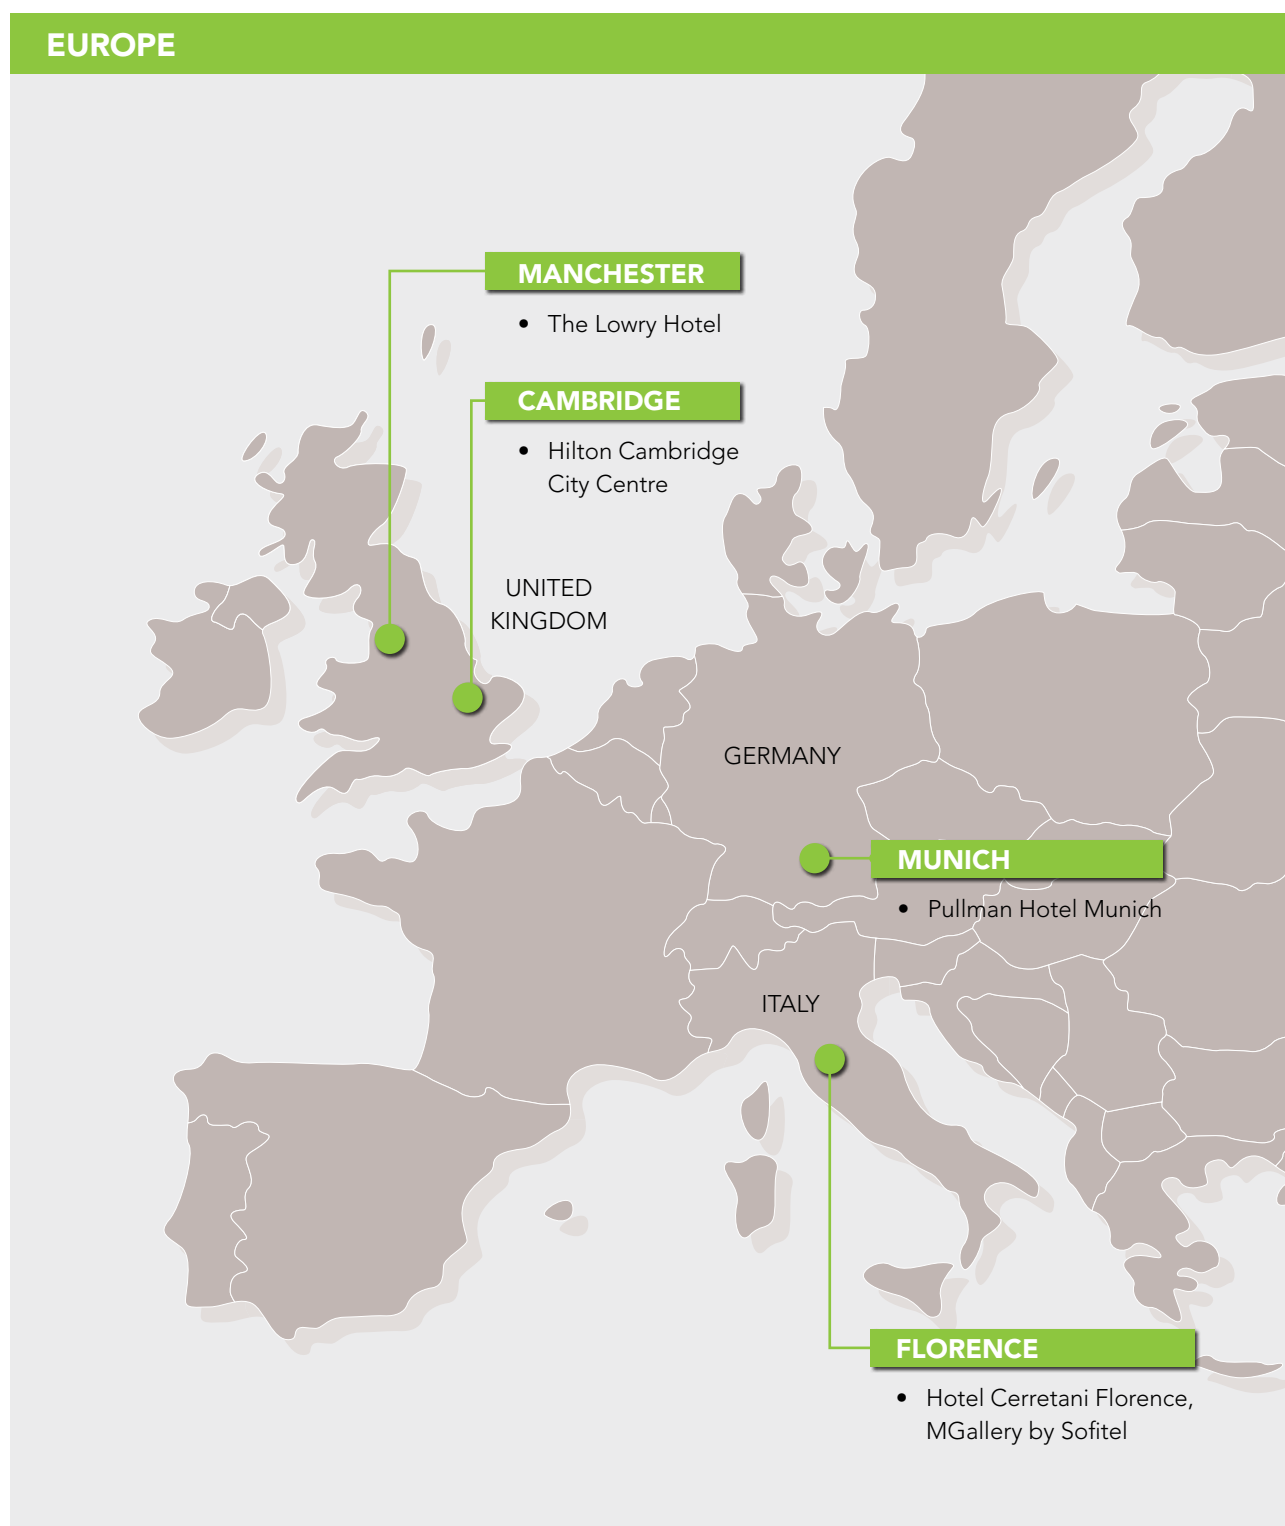 EUROPE
MANCHESTER
• The Lowry Hotel
CAMBRIDGE
• Hilton Cambridge
City Centre
UNITED
KINGDOM
GERMANY
MUNICH
• Pullman Hotel Munich
ITALY
FLORENCE
• Hotel Cerretani Florence,
MGallery by Sofitel